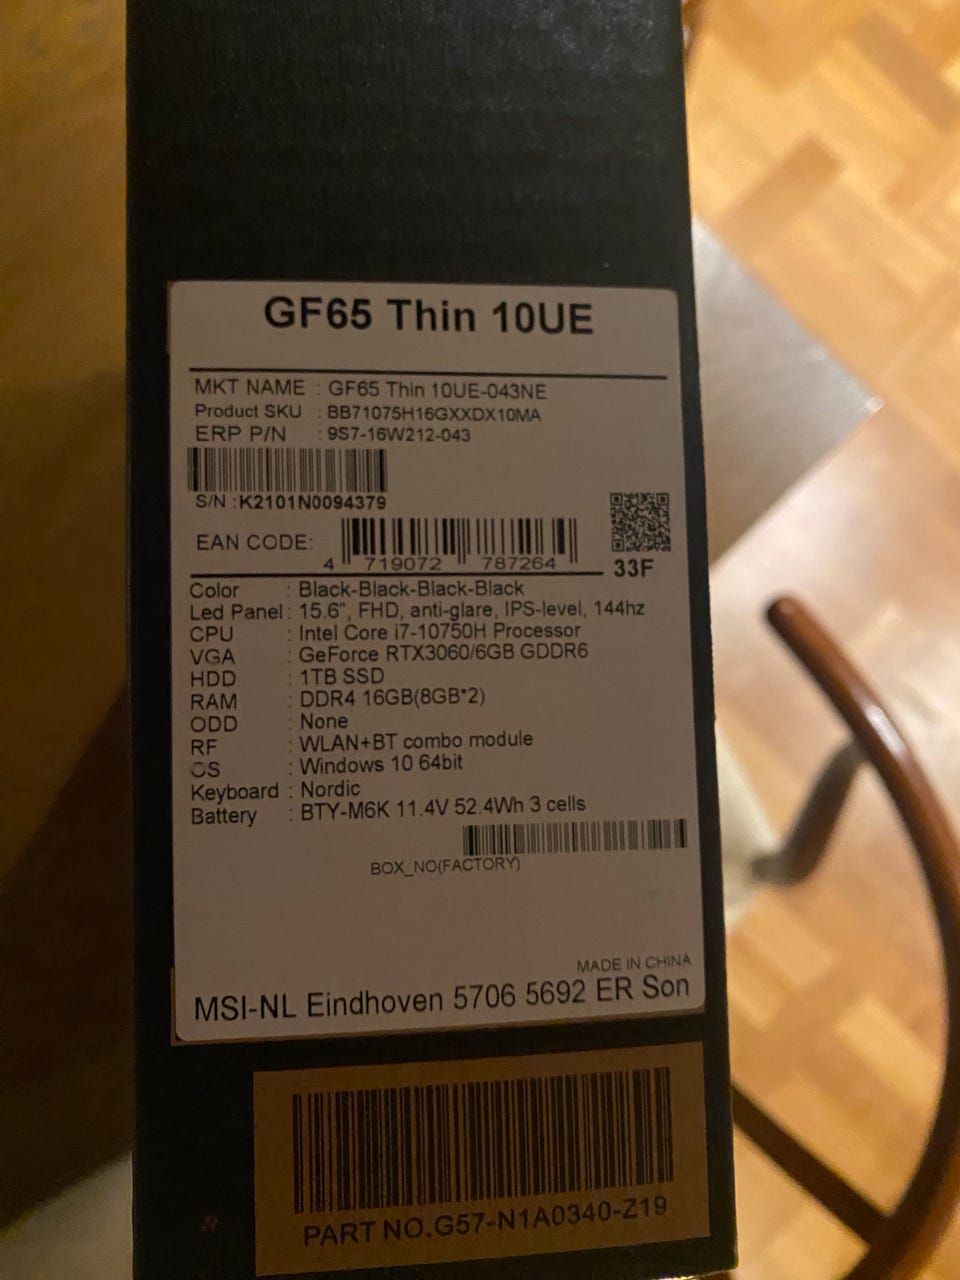 GF65 Thin 10UE
MKT NAME : GF65 Thin 10UE-043NE
Product SKU : BB71075H16GXXDX10MA
ERP P/N : 9S7-16W212-043
S/N :K2101N0094379
EAN CODE:
4 719072 787264
33F
Color : Black-Black-Black-Black
Led Panel : 15.6", FHD, anti-glare, IPS-level, 144hz
CPU : Intel Core i7-10750H Processor
VGA : GeForce RTX3060/6GB GDDR6
HDD : 1TB SSD
RAM : DDR4 16GB(8GB*2)
ODD : None
RF : WLAN+BT combo module
OS : Windows 10 64bit
Keyboard : Nordic
Battery : BTY-M6K 11.4V 52.4Wh 3 cells
BOX_NO(FACTORY)
MADE IN CHINA
MSI-NL Eindhoven 5706 5692 ER Son
PART NO.G57-N1A0340-Z19